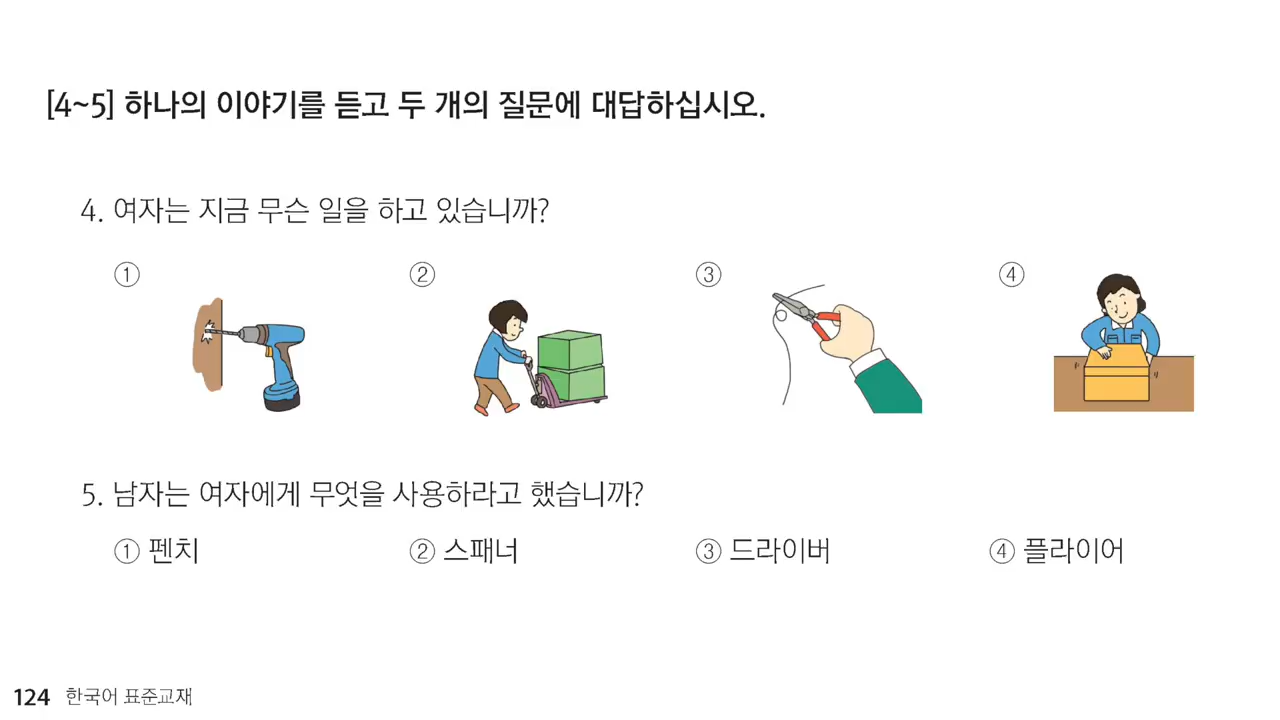 [4~5] 하나의 이야기를 듣고 두 개의 질문에 대답하십시오.
4. 여자는 지금 무슨 일을 하고 있습니까?
① ② ③ ④
5. 남자는 여자에게 무엇을 사용하라고 했습니까?
① 펜치 ② 스패너 ③ 드라이버 ④ 플라이어
124 한국어 표준교재